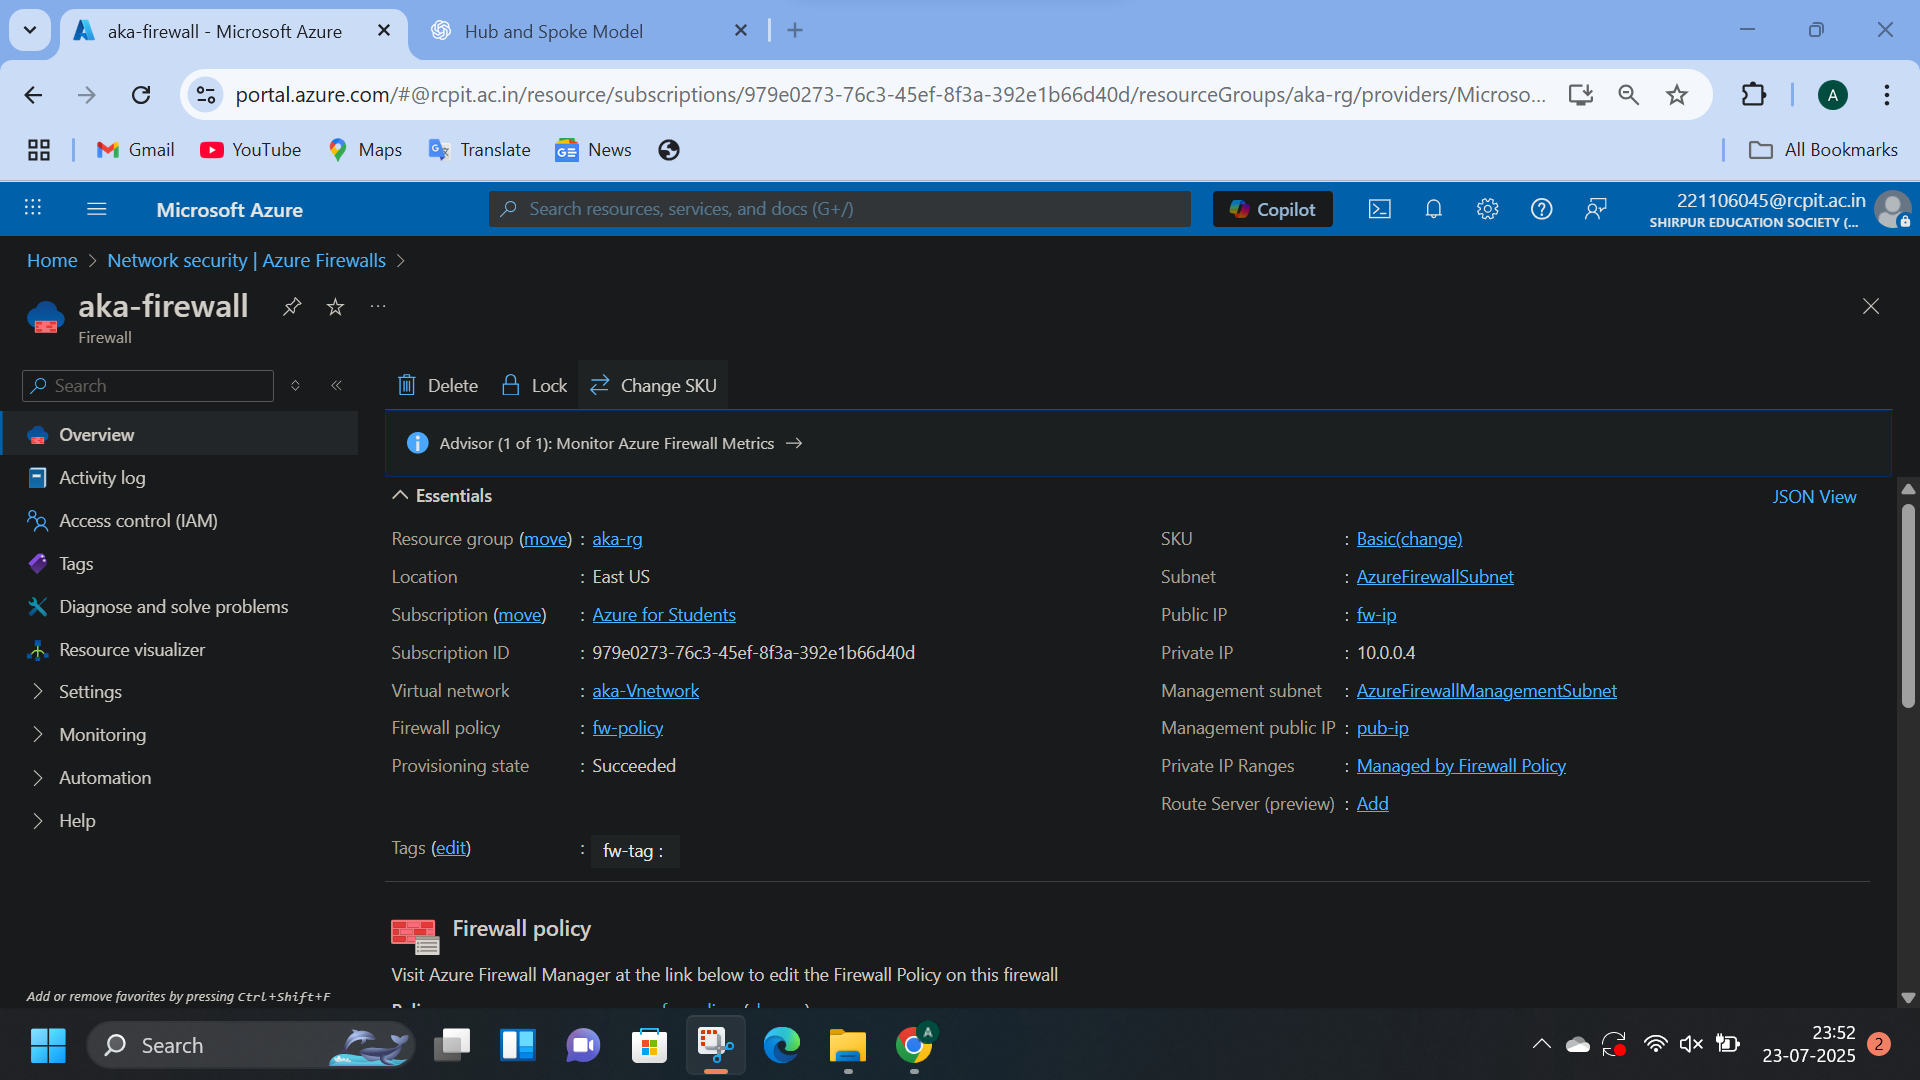 aka-firewall - Microsoft Azure
Hub and Spoke Model
portal.azure.com/#@rcpit.ac.in/resource/subscriptions/979e0273-76c3-45ef-8f3a-392e1b66d40d/resourceGroups/aka-rg/providers/Microso...
A
Gmail
YouTube
Maps
Translate
News
All Bookmarks
Microsoft Azure
Search resources, services, and docs (G+/)
Copilot
221106045@rcpit.ac.in
SHIRPUR EDUCATION SOCIETY (...
Home > Network security | Azure Firewalls >
aka-firewall
Firewall
Search
Overview
Activity log
Access control (IAM)
Tags
Diagnose and solve problems
Resource visualizer
Settings
Monitoring
Automation
Help
Add or remove favorites by pressing Ctrl+Shift+F
Delete
Lock
Change SKU
Advisor (1 of 1): Monitor Azure Firewall Metrics →
Essentials
JSON View
Resource group (move) : aka-rg
Location : East US
Subscription (move) : Azure for Students
Subscription ID : 979e0273-76c3-45ef-8f3a-392e1b66d40d
Virtual network : aka-Vnetwork
Firewall policy : fw-policy
Provisioning state : Succeeded
SKU : Basic(change)
Subnet : AzureFirewallSubnet
Public IP : fw-ip
Private IP : 10.0.0.4
Management subnet : AzureFirewallManagementSubnet
Management public IP : pub-ip
Private IP Ranges : Managed by Firewall Policy
Route Server (preview) : Add
Tags (edit) : fw-tag :
Firewall policy
Visit Azure Firewall Manager at the link below to edit the Firewall Policy on this firewall
Search
A
23:52
23-07-2025
2